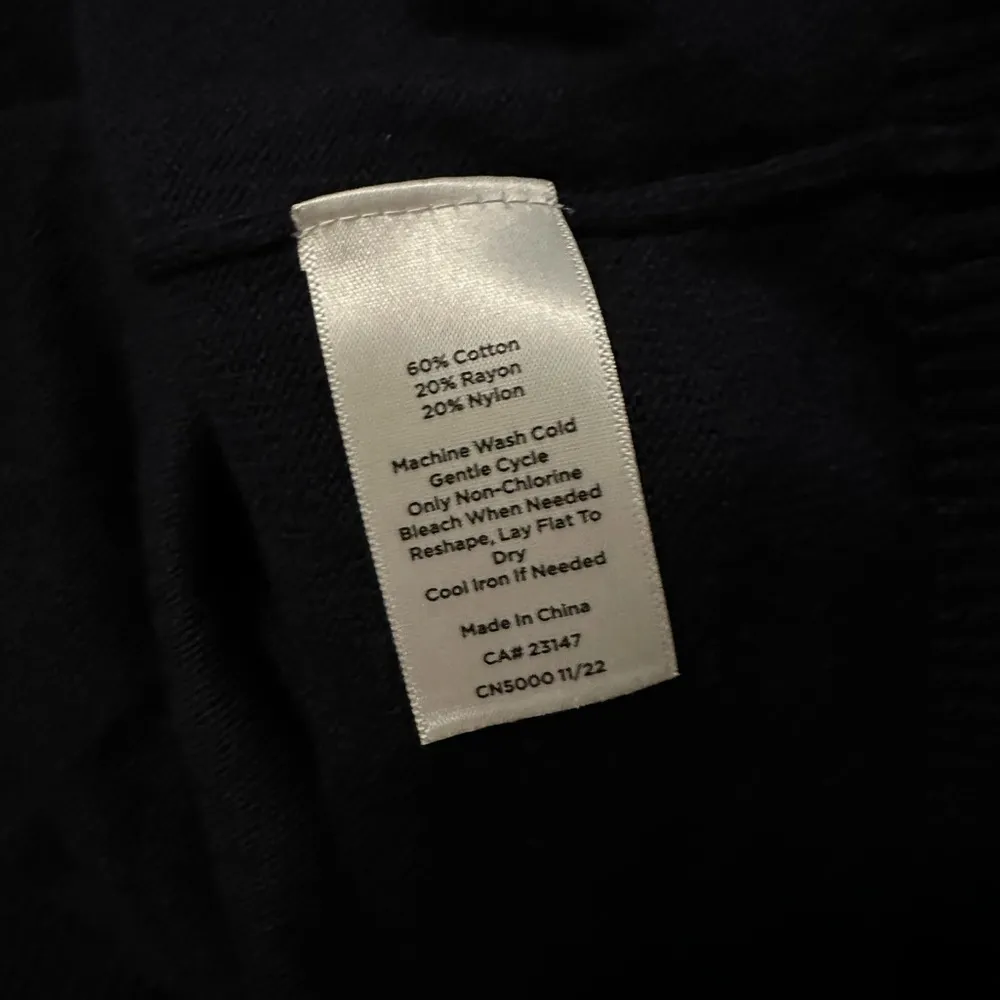 60% Cotton
20% Rayon
20% Nylon
Machine Wash Cold
Gentle Cycle
Only Non-Chlorine
Bleach When Needed
Reshape, Lay Flat To
Dry
Cool Iron If Needed
Made In China
CA# 23147
CN5000 11/22